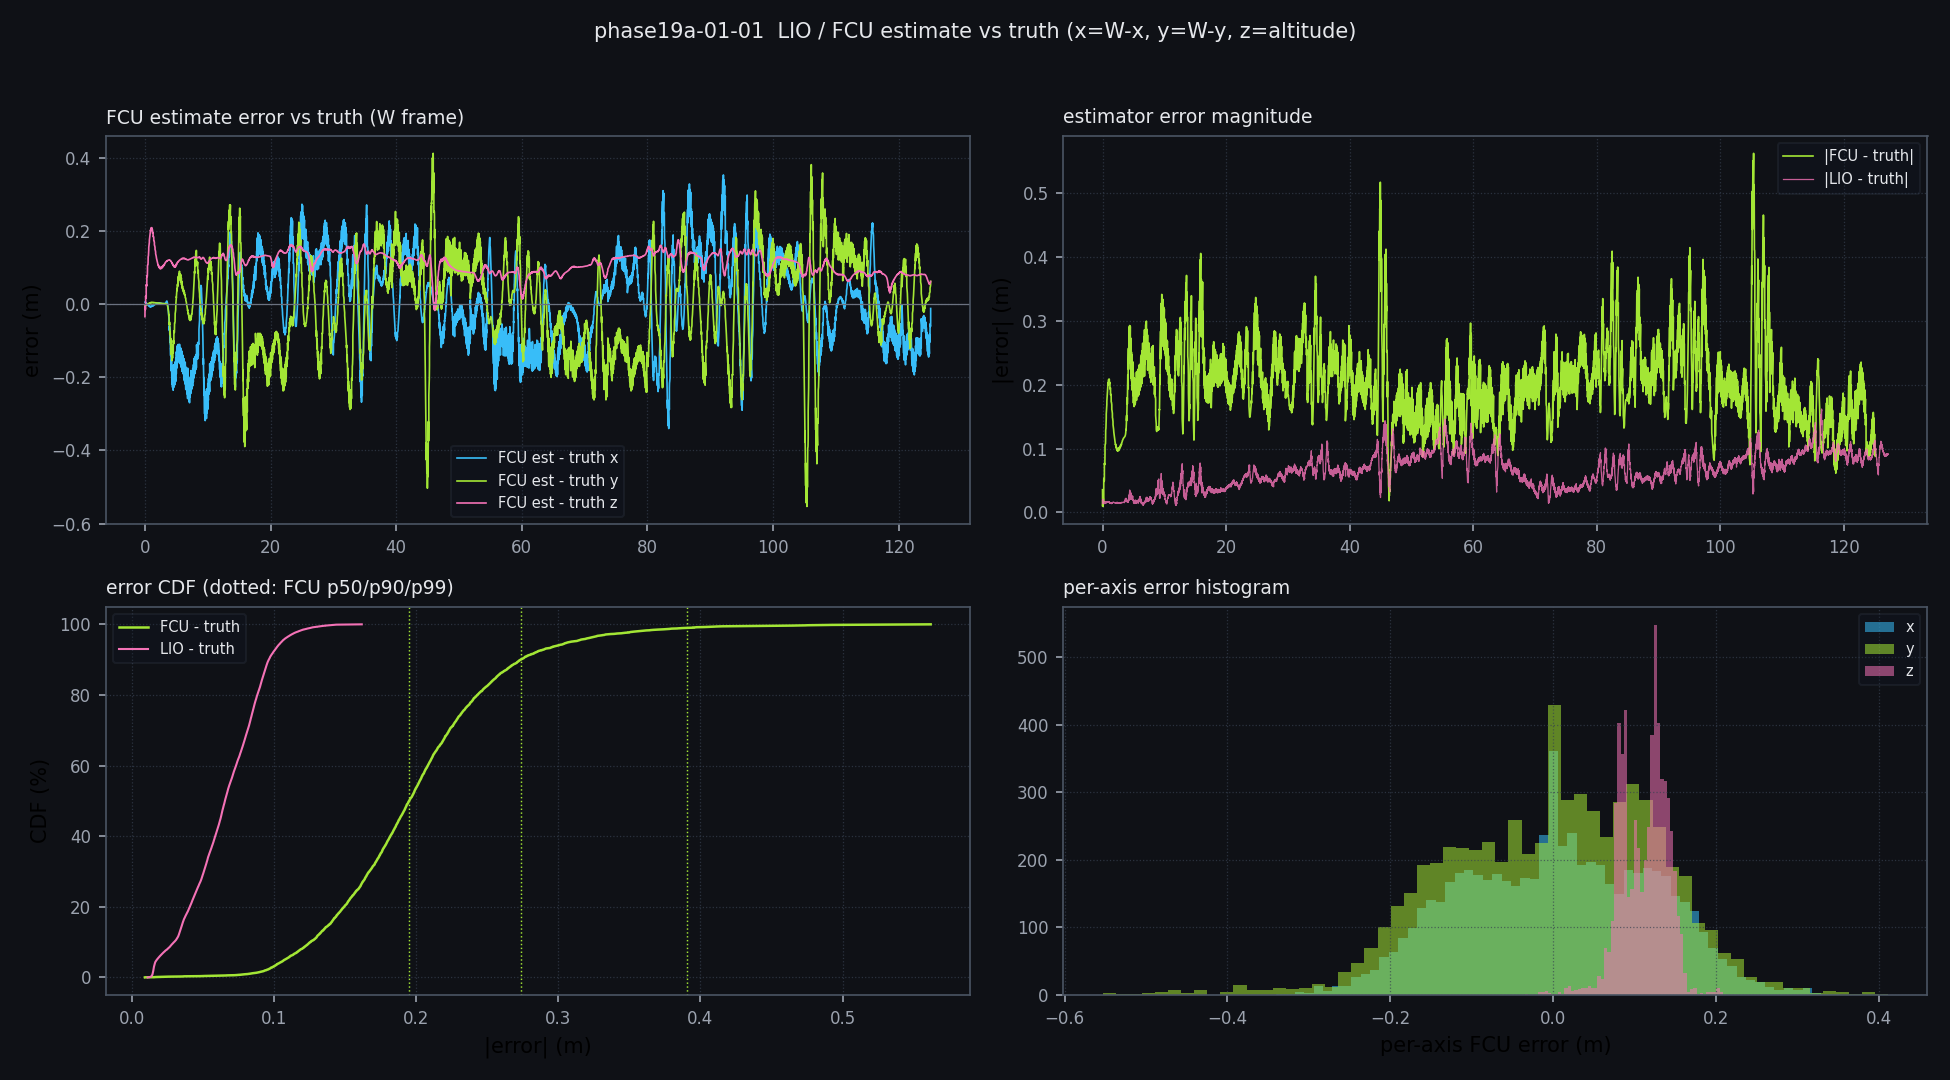 phase19a-01-01  LIO / FCU estimate vs truth (x=W-x, y=W-y, z=altitude)
FCU estimate error vs truth (W frame)
error (m)
0.4
0.2
0.0
−0.2
−0.4
−0.6
FCU est - truth x
FCU est - truth y
FCU est - truth z
0 20 40 60 80 100 120
estimator error magnitude
|error| (m)
0.5
0.4
0.3
0.2
0.1
0.0
|FCU - truth|
|LIO - truth|
0 20 40 60 80 100 120
error CDF (dotted: FCU p50/p90/p99)
CDF (%)
100
80
60
40
20
0
FCU - truth
LIO - truth
0.0 0.1 0.2 0.3 0.4 0.5
|error| (m)
per-axis error histogram
500
400
300
200
100
0
x
y
z
−0.6 −0.4 −0.2 0.0 0.2 0.4
per-axis FCU error (m)